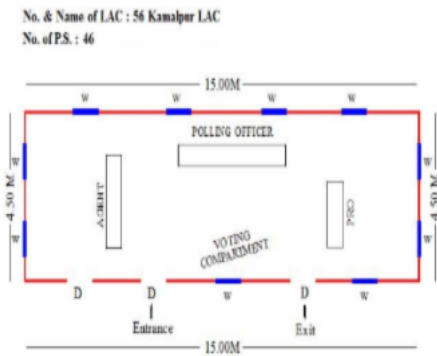 No. & Name of LAC : 56 Kamalpur LAC
No. of P.S. : 46
15.00M
W W W W
POLLING OFFICER
W W
4.50 M
AGENT
PSO
4.50 M
VOTING
COMPARTMENT
W W
D D W D W
Entrance Exit
15.00M